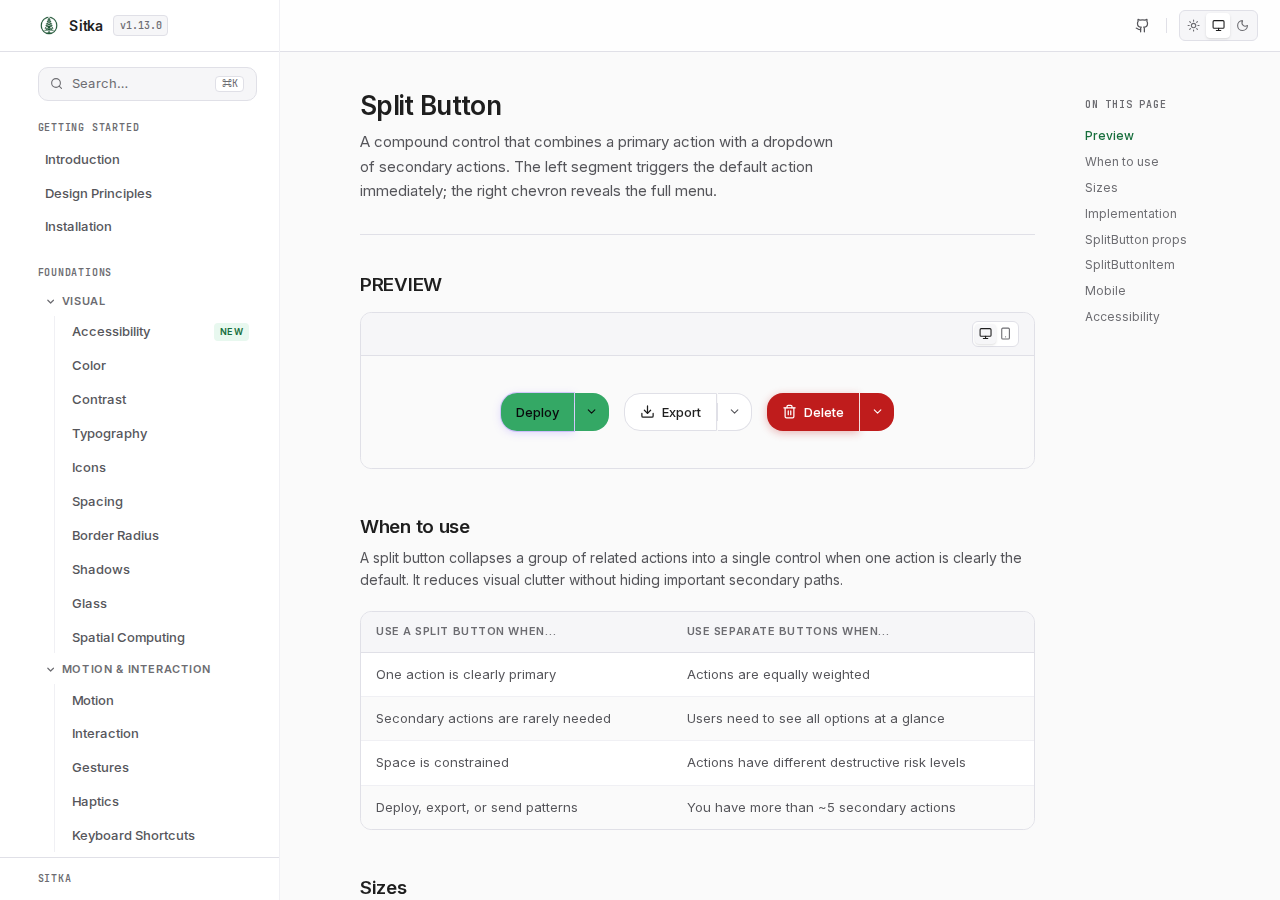 Sitka
v1.13.0
Search...
⌘K
GETTING STARTED
Introduction
Design Principles
Installation
FOUNDATIONS
VISUAL
Accessibility
NEW
Color
Contrast
Typography
Icons
Spacing
Border Radius
Shadows
Glass
Spatial Computing
MOTION & INTERACTION
Motion
Interaction
Gestures
Haptics
Keyboard Shortcuts
SITKA
Split Button
A compound control that combines a primary action with a dropdown
of secondary actions. The left segment triggers the default action
immediately; the right chevron reveals the full menu.
PREVIEW
Deploy
Export
Delete
When to use
A split button collapses a group of related actions into a single control when one action is clearly the
default. It reduces visual clutter without hiding important secondary paths.
USE A SPLIT BUTTON WHEN... USE SEPARATE BUTTONS WHEN...
One action is clearly primary Actions are equally weighted
Secondary actions are rarely needed Users need to see all options at a glance
Space is constrained Actions have different destructive risk levels
Deploy, export, or send patterns You have more than ~5 secondary actions
Sizes
ON THIS PAGE
Preview
When to use
Sizes
Implementation
SplitButton props
SplitButtonItem
Mobile
Accessibility